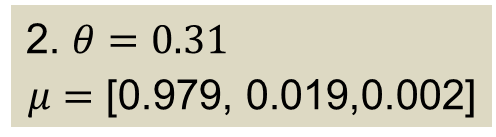 2. θ = 0.31
μ = [0.979, 0.019,0.002]